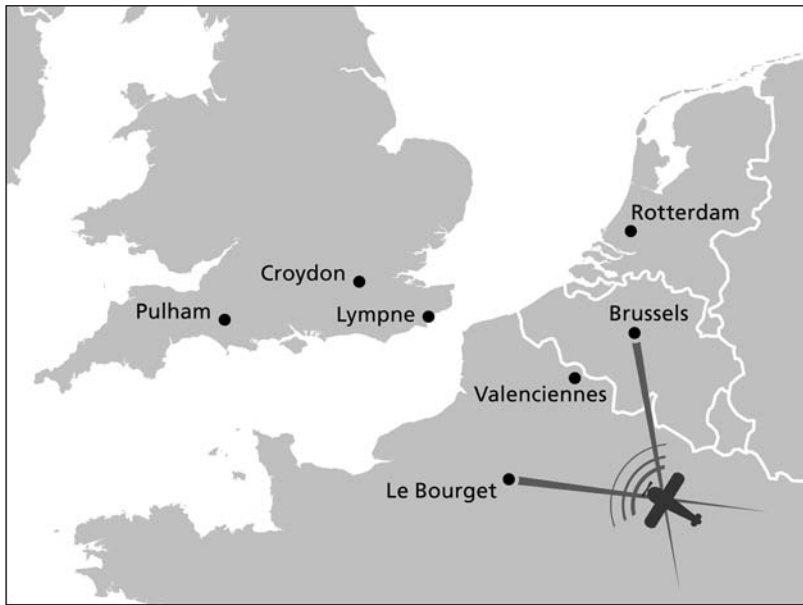 Rotterdam
Croydon
Pulham
Lympne
Brussels
Valenciennes
Le Bourget